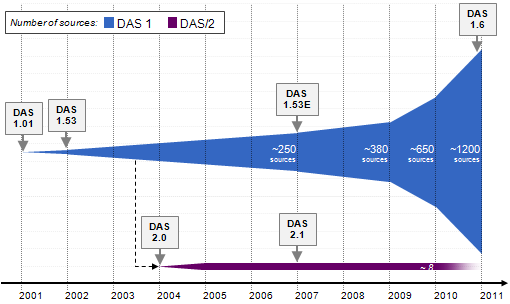 Number of sources: DAS 1 DAS/2
DAS
1.6
DAS
1.01
DAS
1.53
DAS
1.53E
~250
sources
~380
sources
~650
sources
~1200
sources
DAS
2.0
DAS
2.1
~ 8
2001 2002 2003 2004 2005 2006 2007 2008 2009 2010 2011